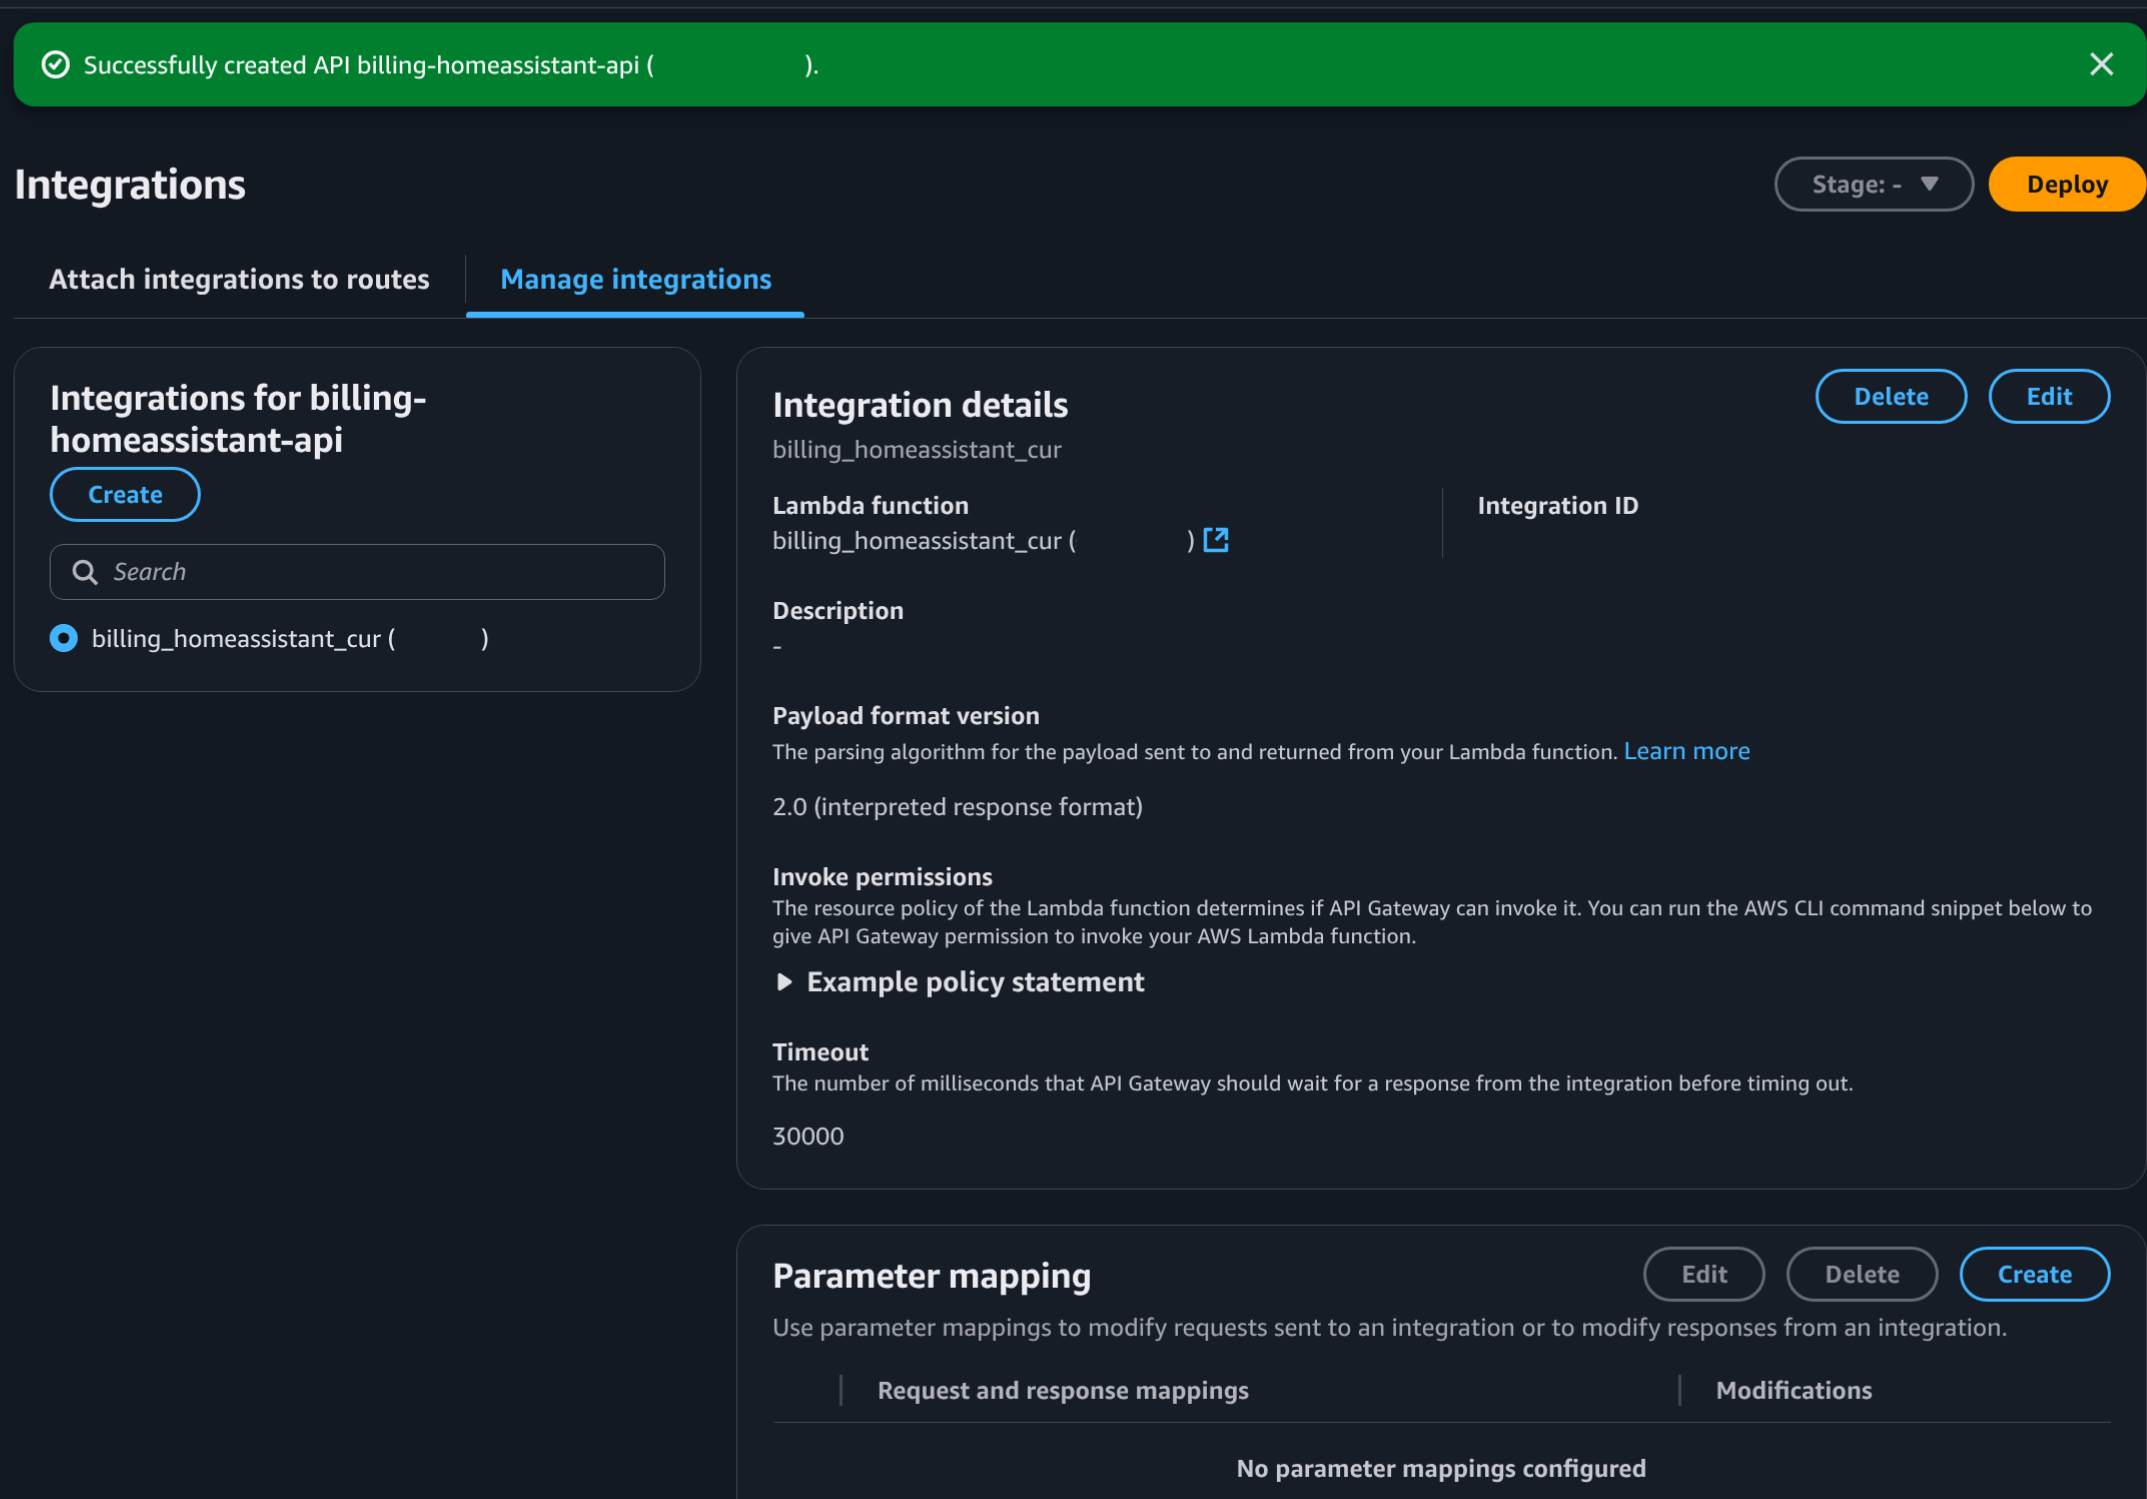 Successfully created API billing-homeassistant-api ( ).
Integrations
Stage: -
Deploy
Attach integrations to routes
Manage integrations
Integrations for billing-
homeassistant-api
Create
Search
billing_homeassistant_cur ( )
Integration details
Delete
Edit
billing_homeassistant_cur
Lambda function
billing_homeassistant_cur ( )
Integration ID
Description
-
Payload format version
The parsing algorithm for the payload sent to and returned from your Lambda function. Learn more
2.0 (interpreted response format)
Invoke permissions
The resource policy of the Lambda function determines if API Gateway can invoke it. You can run the AWS CLI command snippet below to
give API Gateway permission to invoke your AWS Lambda function.
Example policy statement
Timeout
The number of milliseconds that API Gateway should wait for a response from the integration before timing out.
30000
Parameter mapping
Edit
Delete
Create
Use parameter mappings to modify requests sent to an integration or to modify responses from an integration.
Request and response mappings
Modifications
No parameter mappings configured